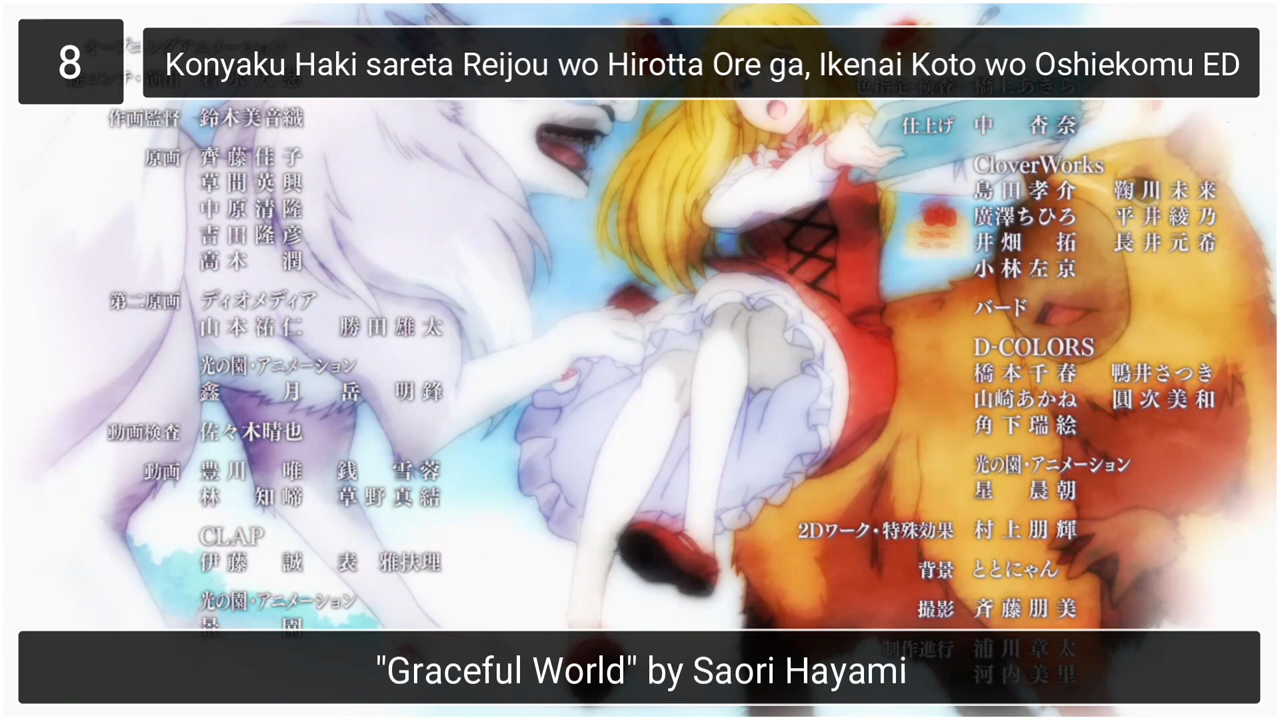 8
Konyaku Haki sareta Reijou wo Hirotta Ore ga, Ikenai Koto wo Oshiekomu ED
作画監督 鈴木美音織
原画 齊藤佳子
草間英興
中原清隆
吉田隆彦
高木 潤
第二原画 ディオメディア
山本祐仁 勝田雄太
光の園・アニメーション
鑫 月 岳 明鋒
動画検査 佐々木晴也
動画 豊川 唯 銭 雪蓉
林 知啼 草野真結
CLAP
伊藤 誠 表 雅扶理
光の園・アニメーション
仕上げ 中 杏奈
CloverWorks
島田孝介 鞠川未来
廣澤ちひろ 平井綾乃
井畑 拓 長井元希
小林左京
バード
D-COLORS
橋本千春 鴨井さつき
山崎あかね 圓次美和
角下瑞絵
光の園・アニメーション
星 晨朝
2Dワーク・特殊効果 村上朋輝
背景 ととにゃん
撮影 斉藤朋美
制作進行 浦川章太
河内美里
"Graceful World" by Saori Hayami